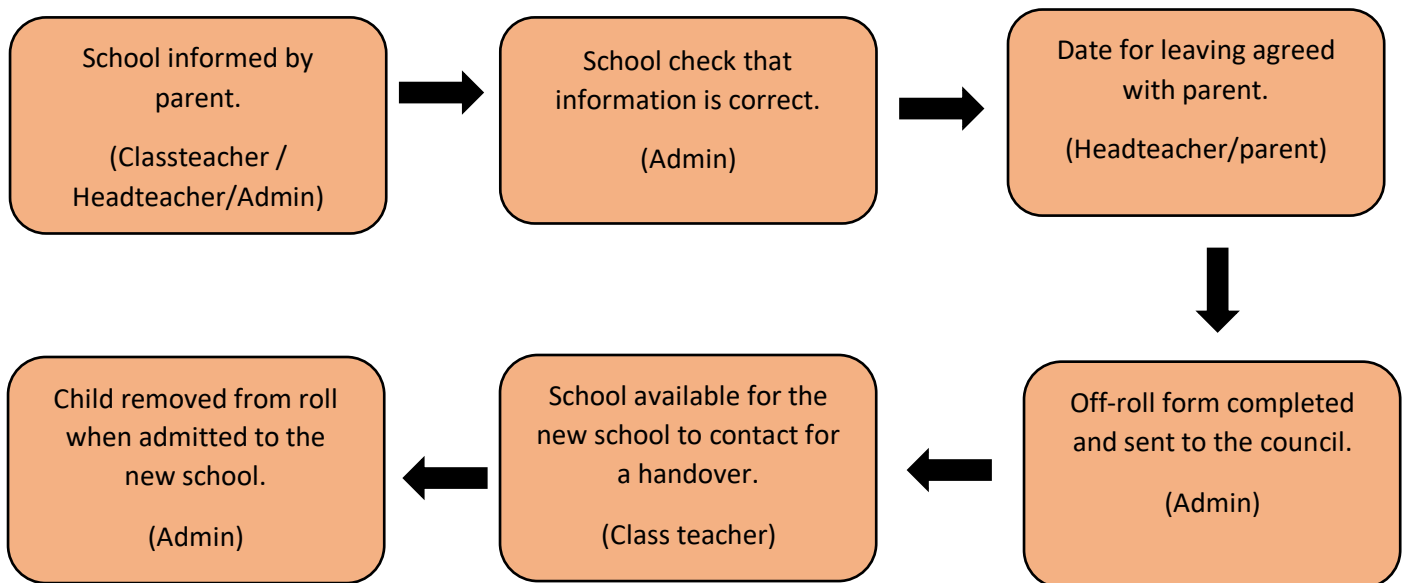 School informed by
parent.
(Classteacher /
Headteacher/Admin)
School check that
information is correct.
(Admin)
Date for leaving agreed
with parent.
(Headteacher/parent)
Off-roll form completed
and sent to the council.
(Admin)
School available for the
new school to contact for
a handover.
(Class teacher)
Child removed from roll
when admitted to the
new school.
(Admin)